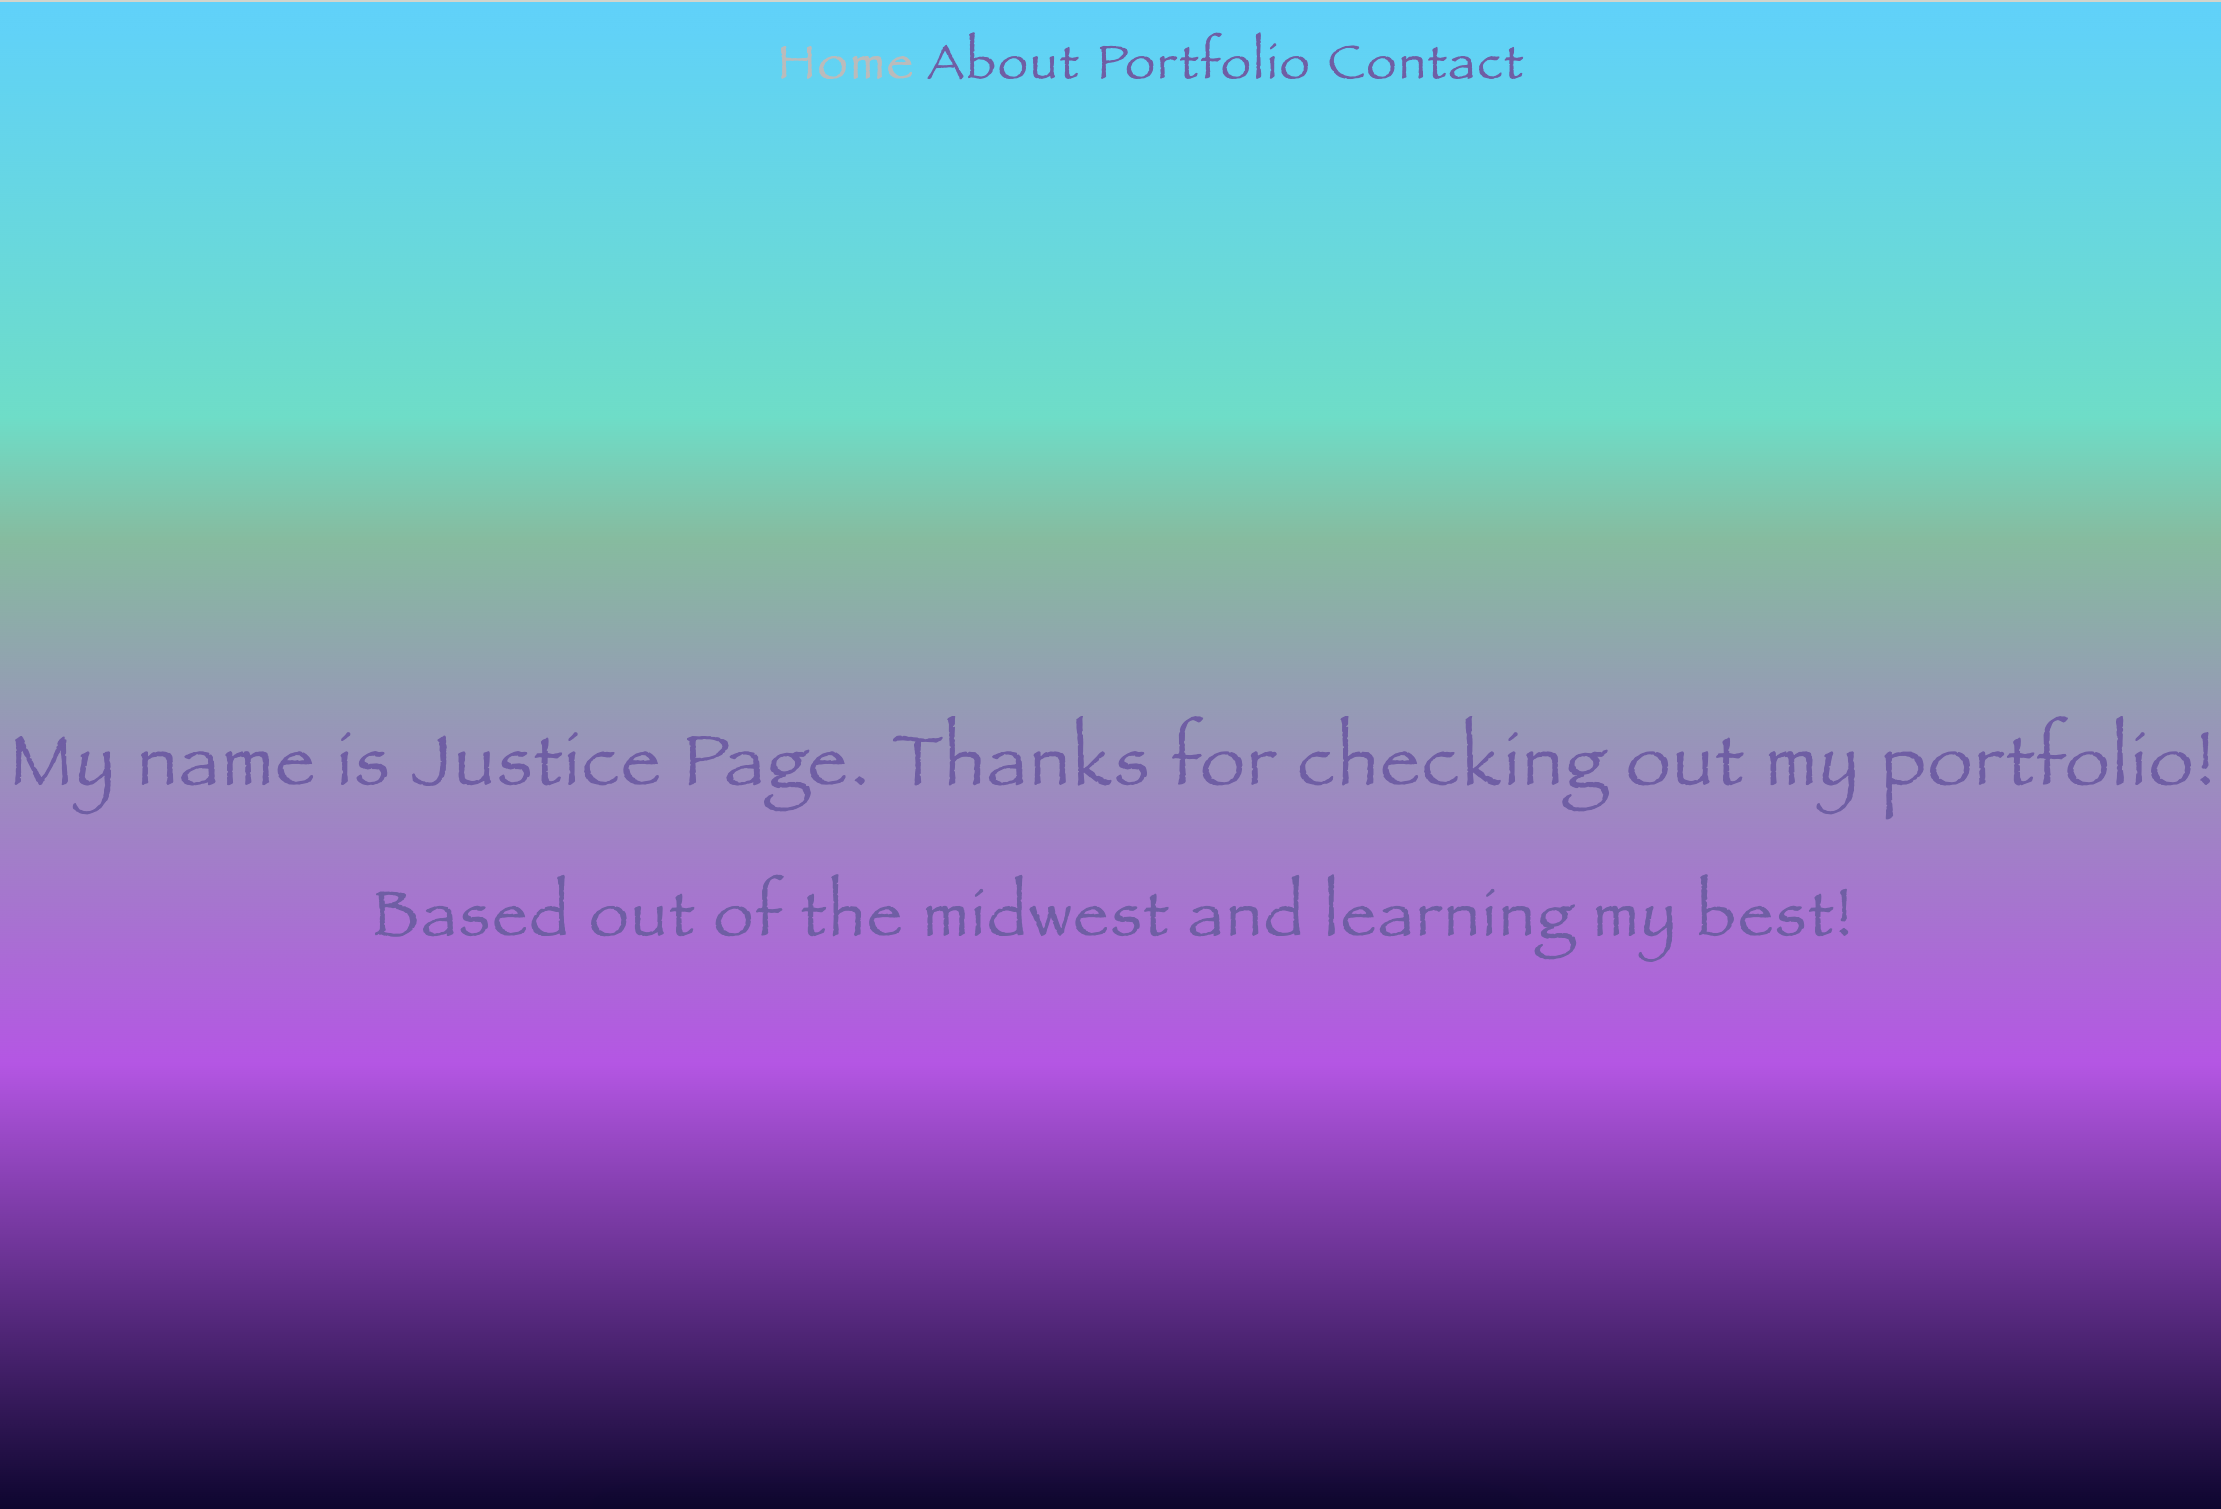 Home About Portfolio Contact
My name is Justice Page. Thanks for checking out my portfolio!
Based out of the midwest and learning my best!